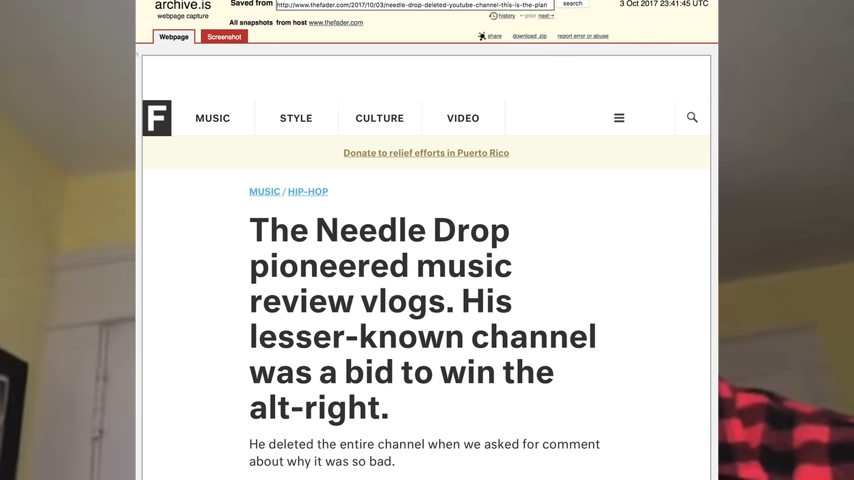 archive.is
webpage capture
Saved from http://www.thefader.com/2017/10/03/needle-drop-deleted-youtube-channel-this-is-the-plan search 3 Oct 2017 23:41:45 UTC
history ←prior next→
All snapshots from host www.thefader.com
Webpage Screenshot
share download .zip report error or abuse
F MUSIC STYLE CULTURE VIDEO
Donate to relief efforts in Puerto Rico
MUSIC / HIP-HOP
The Needle Drop
pioneered music
review vlogs. His
lesser-known channel
was a bid to win the
alt-right.
He deleted the entire channel when we asked for comment
about why it was so bad.